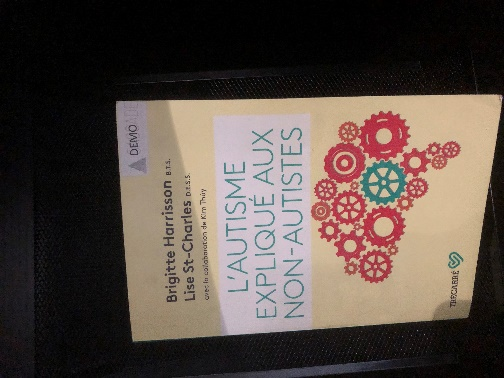 DEMO
Brigitte Harrisson B.T.S.
Lise St-Charles D.E.S.S.
avec la collaboration de Kim Thúy
L'AUTISME
EXPLIQUÉ AUX
NON-AUTISTES
TRÉCARRÉ